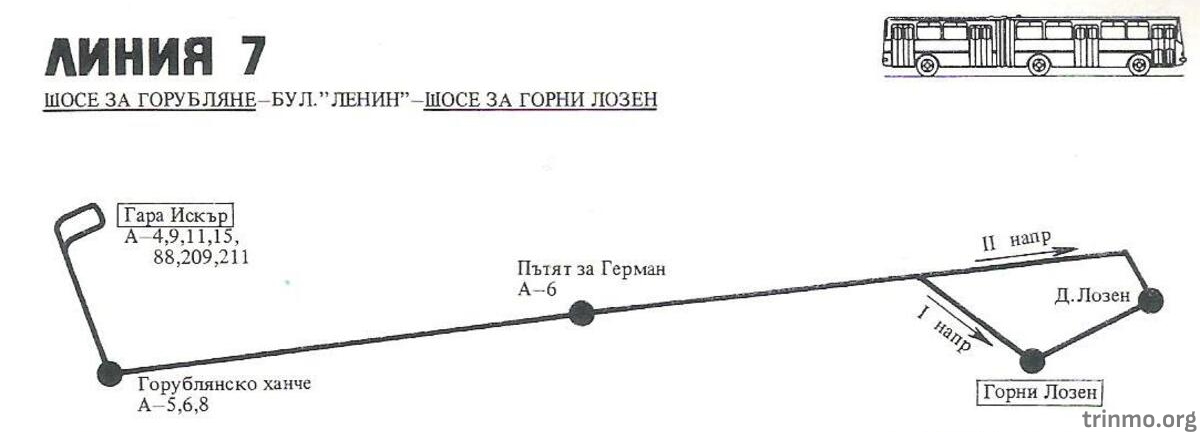 ЛИНИЯ 7
ШОСЕ ЗА ГОРУБЛЯНЕ–БУЛ."ЛЕНИН"–ШОСЕ ЗА ГОРНИ ЛОЗЕН
Гара Искър
А–4,9,11,15,
88,209,211
II напр
Пътят за Герман
А–6
Д.Лозен
I напр
Горублянско ханче
А–5,6,8
Горни Лозен
trinmo.org